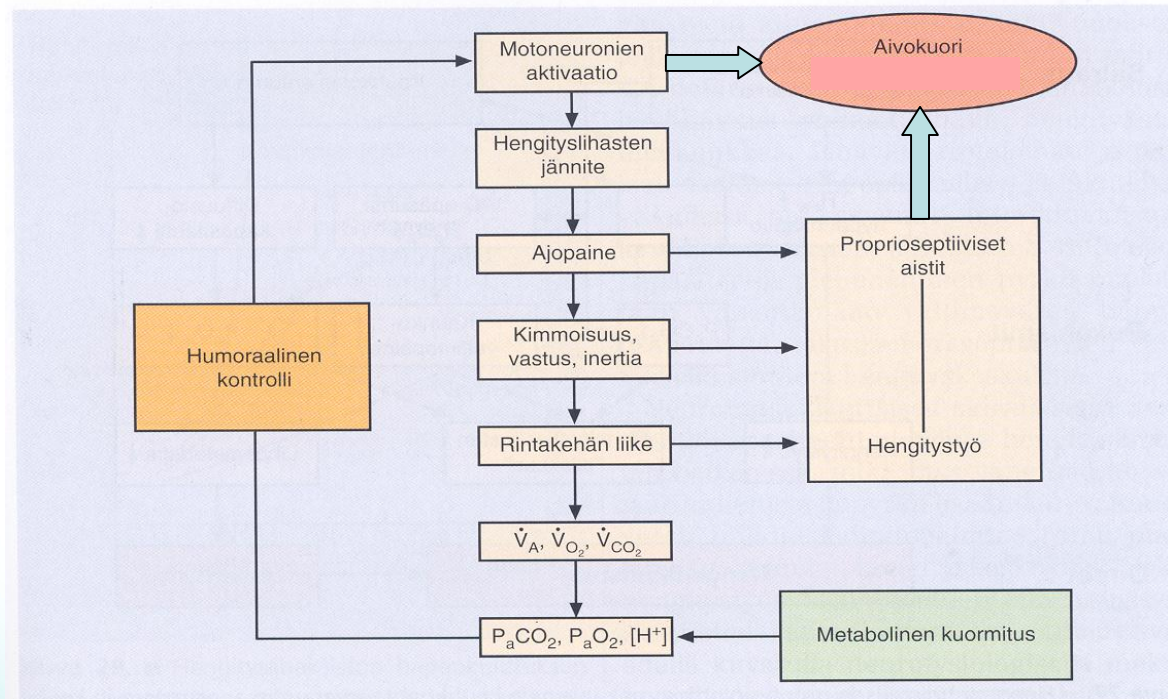 Motoneuronien
aktivaatio
Aivokuori
Hengityslihasten
jännite
Ajopaine
Proprioseptiiviset
aistit
Kimmoisuus,
vastus, inertia
Humoraalinen
kontrolli
Rintakehän liike
Hengitystyö
V̇A, V̇O₂, V̇CO₂
PaCO₂, PaO₂, [H⁺]
Metabolinen kuormitus